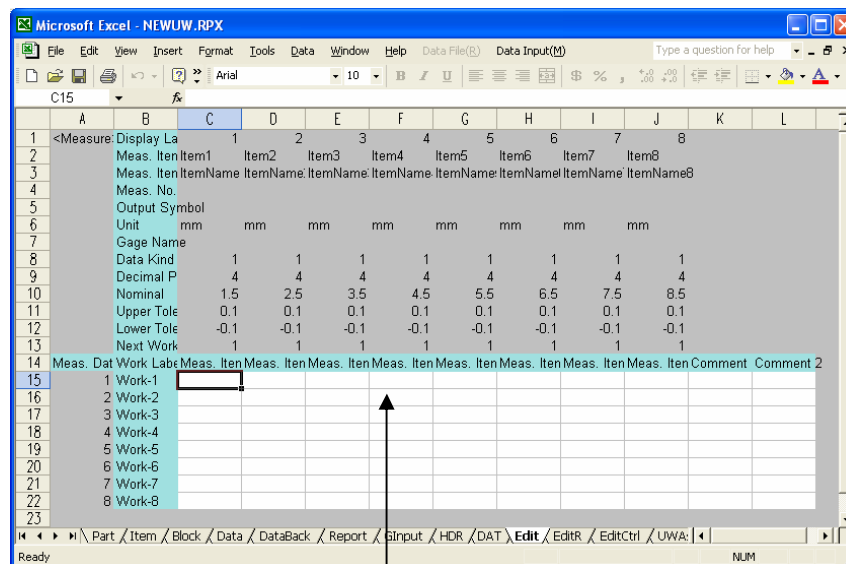 Microsoft Excel - NEWUW.RPX
File Edit View Insert Format Tools Data Window Help Data File(R) Data Input(M) Type a question for help
Arial 10 B I U $ % ,
C15 fx
A B C D E F G H I J K L
1 <Measure Display La 1 2 3 4 5 6 7 8
2 Meas. Iten Item1 Item2 Item3 Item4 Item5 Item6 Item7 Item8
3 Meas. Iten ItemName ItemName ItemName ItemName ItemName ItemName ItemName ItemName8
4 Meas. No.
5 Output Symbol
6 Unit mm mm mm mm mm mm mm mm
7 Gage Name
8 Data Kind 1 1 1 1 1 1 1 1
9 Decimal P 4 4 4 4 4 4 4 4
10 Nominal 1.5 2.5 3.5 4.5 5.5 6.5 7.5 8.5
11 Upper Tole 0.1 0.1 0.1 0.1 0.1 0.1 0.1 0.1
12 Lower Tole -0.1 -0.1 -0.1 -0.1 -0.1 -0.1 -0.1 -0.1
13 Next Work 1 1 1 1 1 1 1 1
14 Meas. Dat Work Labe Meas. Iten Meas. Iten Meas. Iten Meas. Iten Meas. Iten Meas. Iten Meas. Iten Meas. Iten Comment Comment 2
15 1 Work-1
16 2 Work-2
17 3 Work-3
18 4 Work-4
19 5 Work-5
20 6 Work-6
21 7 Work-7
22 8 Work-8
23
Part Item Block Data DataBack Report GInput HDR DAT Edit EditR EditCtrl UWA
Ready NUM